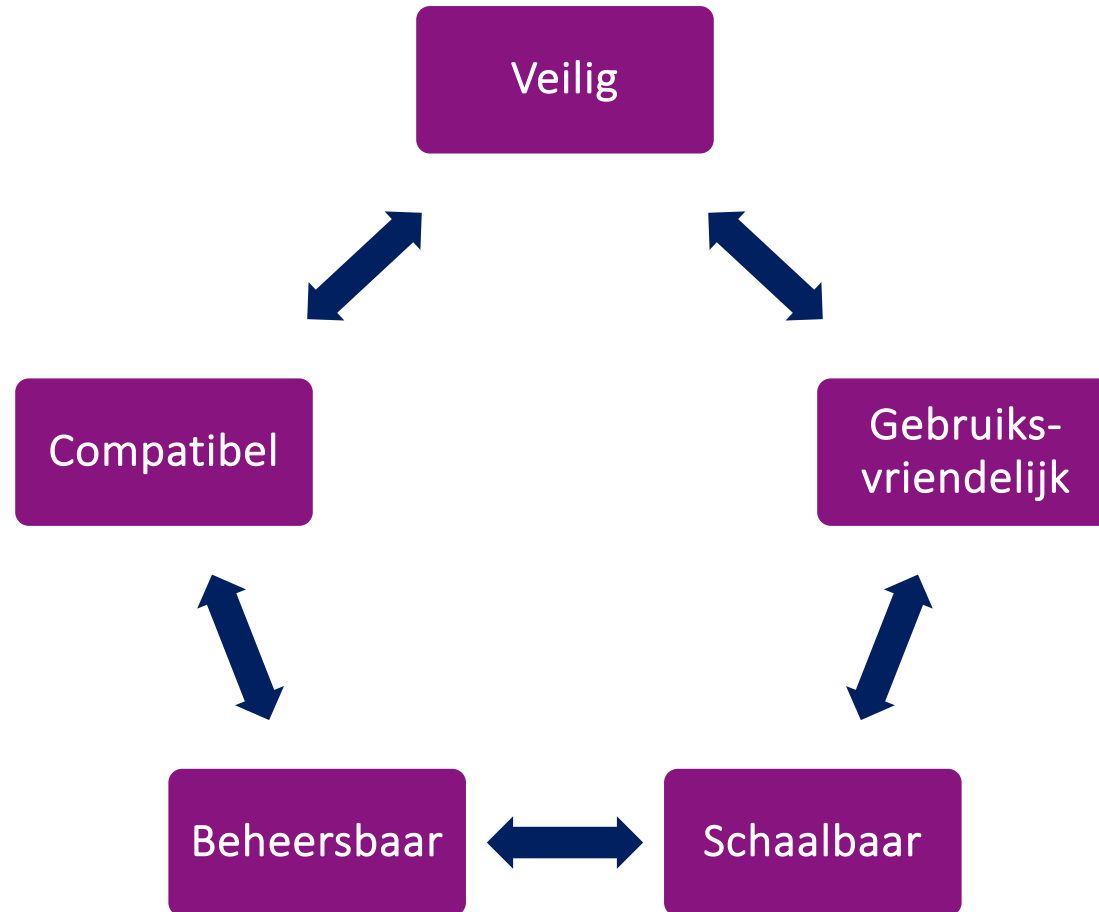 Veilig
Compatibel
Gebruiks-
vriendelijk
Beheersbaar
Schaalbaar